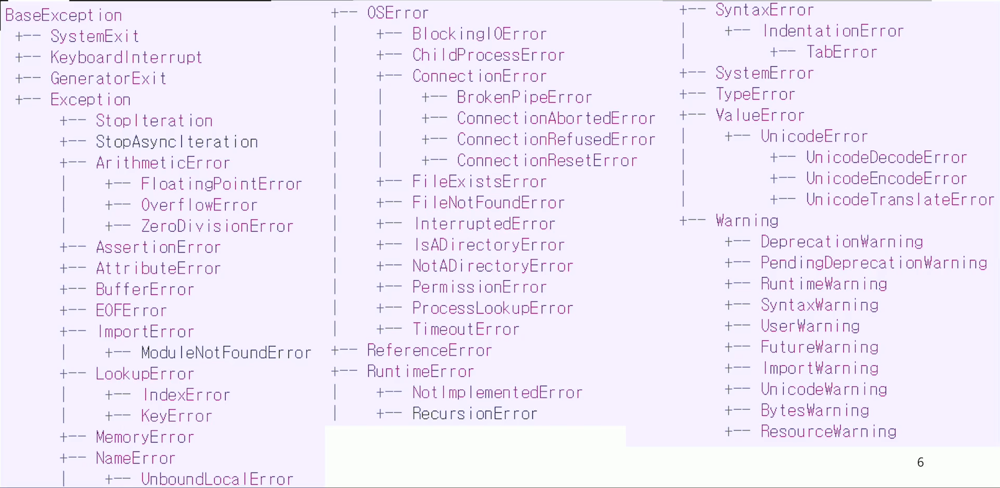 BaseException
 +-- SystemExit
 +-- KeyboardInterrupt
 +-- GeneratorExit
 +-- Exception
      +-- StopIteration
      +-- StopAsyncIteration
      +-- ArithmeticError
      |    +-- FloatingPointError
      |    +-- OverflowError
      |    +-- ZeroDivisionError
      +-- AssertionError
      +-- AttributeError
      +-- BufferError
      +-- EOFError
      +-- ImportError
      |    +-- ModuleNotFoundError
      +-- LookupError
      |    +-- IndexError
      |    +-- KeyError
      +-- MemoryError
      +-- NameError
      |    +-- UnboundLocalError
+-- OSError
|    +-- BlockingIOError
|    +-- ChildProcessError
|    +-- ConnectionError
|    |    +-- BrokenPipeError
|    |    +-- ConnectionAbortedError
|    |    +-- ConnectionRefusedError
|    |    +-- ConnectionResetError
|    +-- FileExistsError
|    +-- FileNotFoundError
|    +-- InterruptedError
|    +-- IsADirectoryError
|    +-- NotADirectoryError
|    +-- PermissionError
|    +-- ProcessLookupError
|    +-- TimeoutError
+-- ReferenceError
+-- RuntimeError
|    +-- NotImplementedError
|    +-- RecursionError
+-- SyntaxError
|    +-- IndentationError
|         +-- TabError
+-- SystemError
+-- TypeError
+-- ValueError
|    +-- UnicodeError
|         +-- UnicodeDecodeError
|         +-- UnicodeEncodeError
|         +-- UnicodeTranslateError
+-- Warning
     +-- DeprecationWarning
     +-- PendingDeprecationWarning
     +-- RuntimeWarning
     +-- SyntaxWarning
     +-- UserWarning
     +-- FutureWarning
     +-- ImportWarning
     +-- UnicodeWarning
     +-- BytesWarning
     +-- ResourceWarning
6